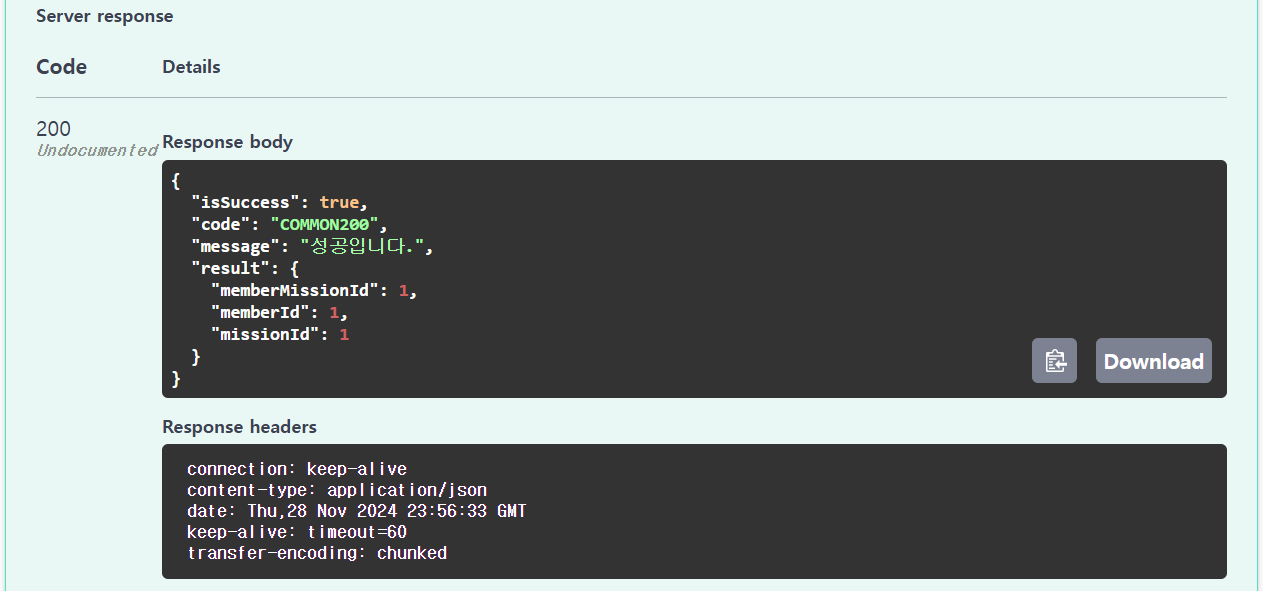 Server response
Code Details
200
Undocumented
Response body
{
"isSuccess": true,
"code": "COMMON200",
"message": "성공입니다.",
"result": {
"memberMissionId": 1,
"memberId": 1,
"missionId": 1
}
}
Download
Response headers
connection: keep-alive
content-type: application/json
date: Thu,28 Nov 2024 23:56:33 GMT
keep-alive: timeout=60
transfer-encoding: chunked